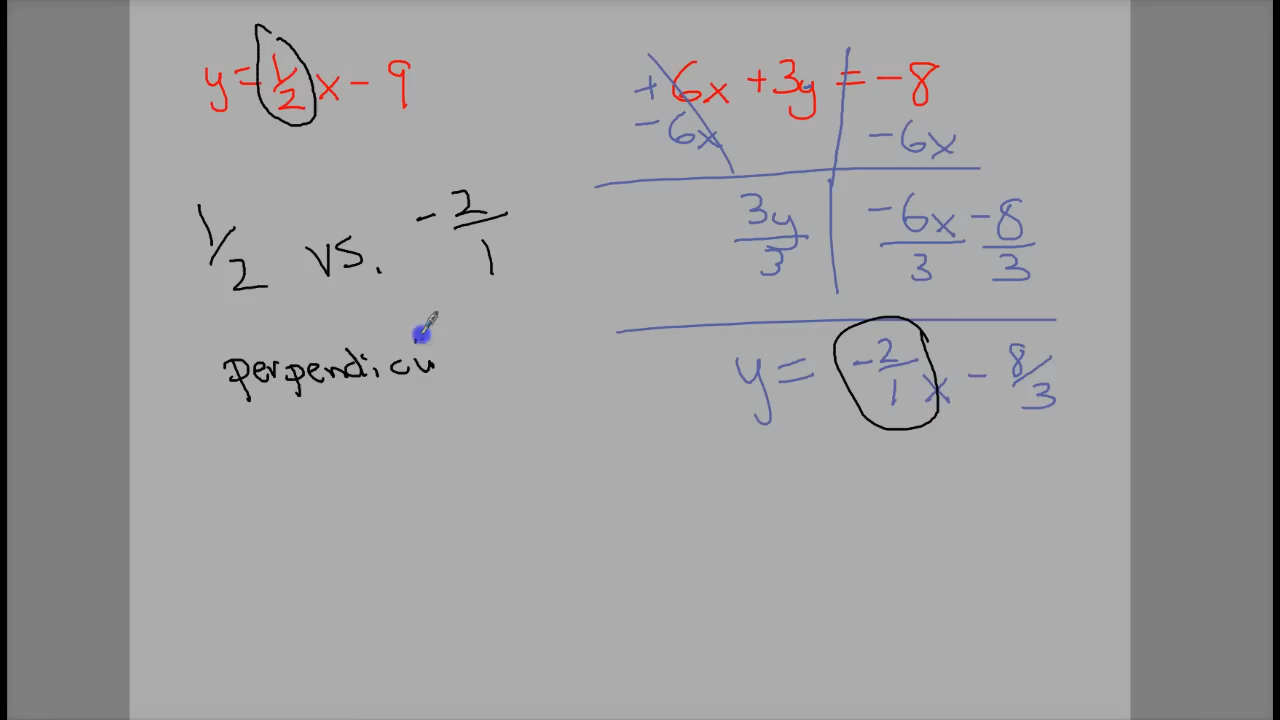 y = 1/2 x - 9
1/2 vs. - 2/1
perpendicu
+ 6x + 3y = - 8
- 6x - 6x
3y/3 - 6x/3 - 8/3
y = - 2/1 x - 8/3